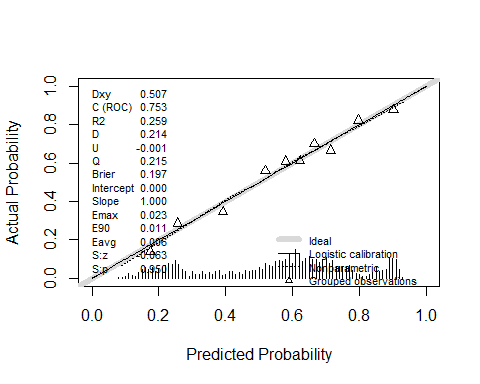 Dxy 0.507
C (ROC) 0.753
R2 0.259
D 0.214
U -0.001
Q 0.215
Brier 0.197
Intercept 0.000
Slope 1.000
Emax 0.023
E90 0.011
Eavg 0.006
S:z -0.063
S:p 0.950
Ideal
Logistic calibration
Nonparametric
Grouped observations
Actual Probability
0.0 0.2 0.4 0.6 0.8 1.0
0.0 0.2 0.4 0.6 0.8 1.0
Predicted Probability